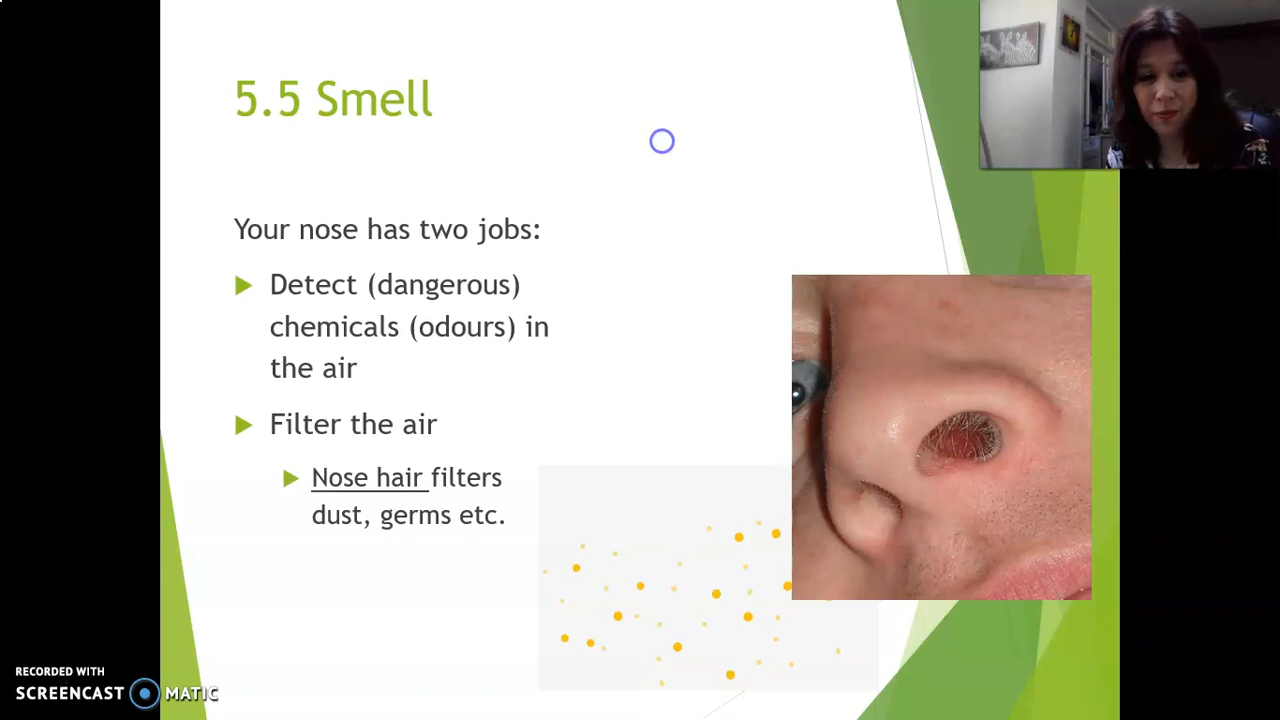 5.5 Smell
Your nose has two jobs:
Detect (dangerous)
chemicals (odours) in
the air
Filter the air
Nose hair filters
dust, germs etc.
RECORDED WITH
SCREENCAST MATIC